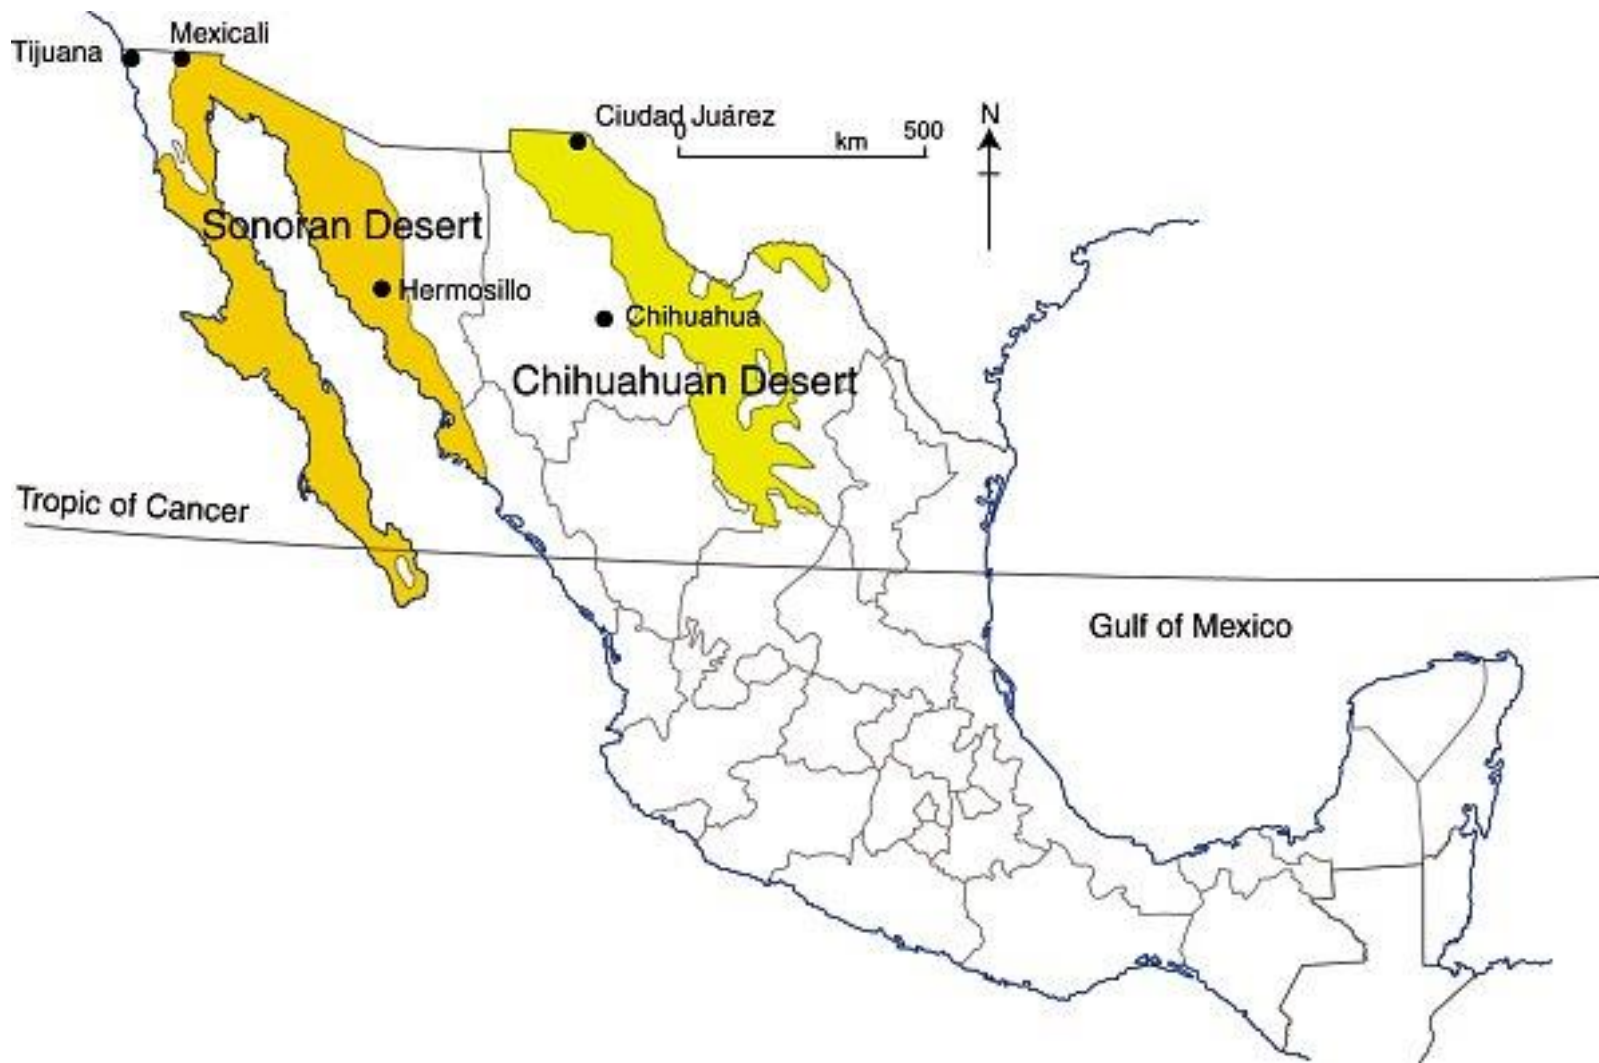 Mexicali
Tijuana
Ciudad Juárez
N
0
500
km
Sonoran Desert
Hermosillo
Chihuahua
Chihuahuan Desert
Tropic of Cancer
Gulf of Mexico